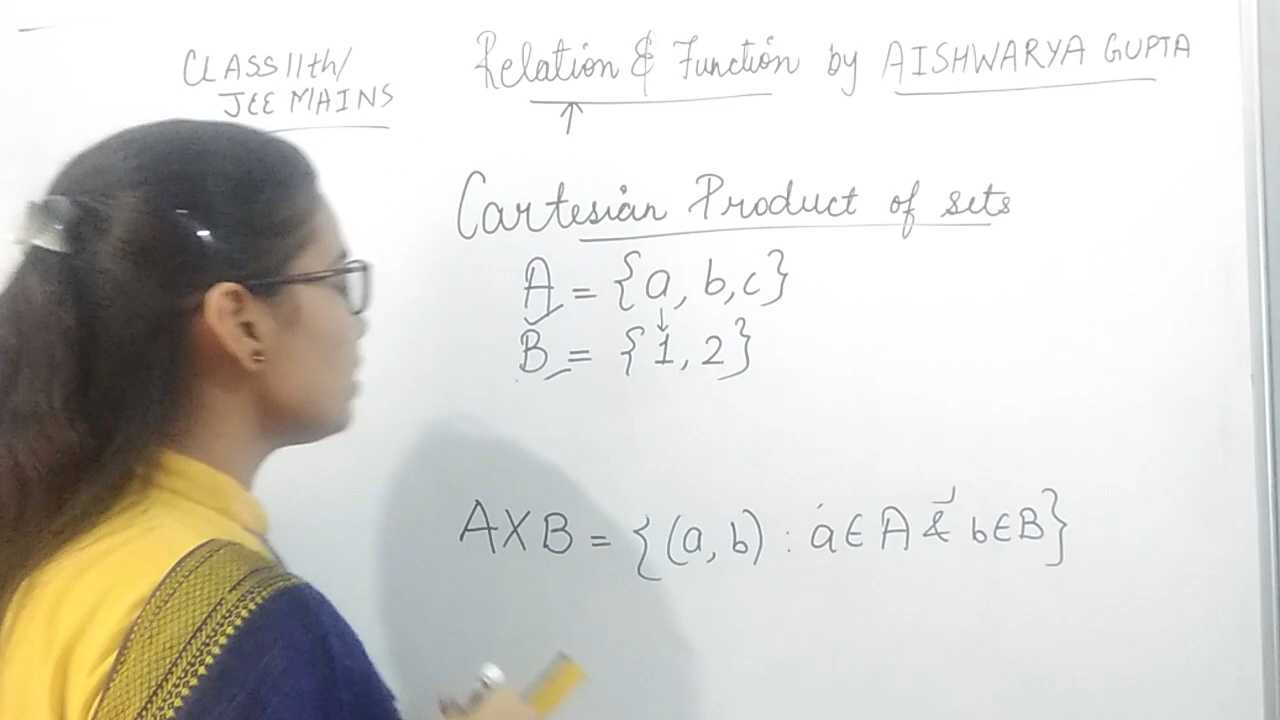 CLASS 11th/
JEE MAINS
Relation & Function by AISHWARYA GUPTA
Cartesian Product of sets
A = {a, b, c}
B = {1, 2}
A X B = {(a, b) : a ∈ A & b ∈ B}